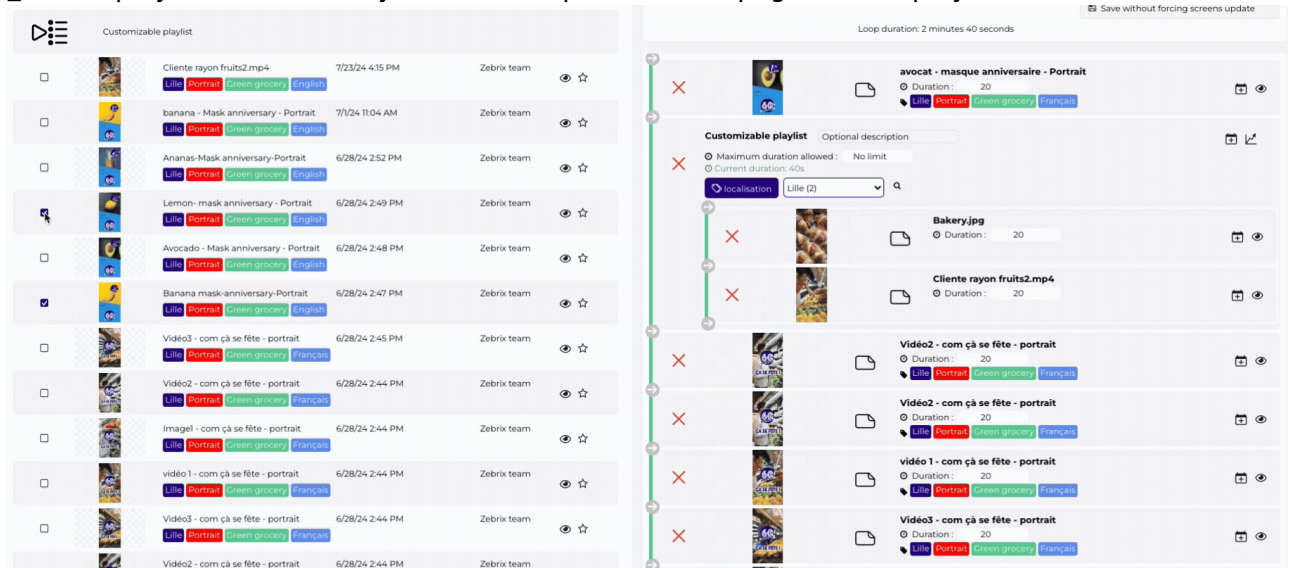 Customizable playlist
Cliente rayon fruits2.mp4 7/23/24 4:15 PM Zebrix team
Lille Portrait Green grocery English
banana - Mask anniversary - Portrait 7/1/24 11:04 AM Zebrix team
Lille Portrait Green grocery English
Ananas-Mask anniversary-Portrait 6/28/24 2:52 PM Zebrix team
Lille Portrait Green grocery English
Lemon- mask anniversary - Portrait 6/28/24 2:49 PM Zebrix team
Lille Portrait Green grocery English
Avocado - Mask anniversary - Portrait 6/28/24 2:48 PM Zebrix team
Lille Portrait Green grocery English
Banana mask-anniversary-Portrait 6/28/24 2:47 PM Zebrix team
Lille Portrait Green grocery English
Vidéo3 - com çà se fête - portrait 6/28/24 2:45 PM Zebrix team
Lille Portrait Green grocery Français
Vidéo2 - com çà se fête - portrait 6/28/24 2:44 PM Zebrix team
Lille Portrait Green grocery Français
Image1 - com çà se fête - portrait 6/28/24 2:44 PM Zebrix team
Lille Portrait Green grocery Français
vidéo 1 - com çà se fête - portrait 6/28/24 2:44 PM Zebrix team
Lille Portrait Green grocery Français
Vidéo3 - com çà se fête - portrait 6/28/24 2:44 PM Zebrix team
Lille Portrait Green grocery Français
Vidéo2 - com çà se fête - portrait 6/28/24 2:44 PM Zebrix team
Save without forcing screens update
Loop duration: 2 minutes 40 seconds
avocat - masque anniversaire - Portrait
Duration : 20
Lille Portrait Green grocery Français
Customizable playlist Optional description
Maximum duration allowed : No limit
Current duration: 40s
localisation Lille (2)
Bakery.jpg
Duration : 20
Cliente rayon fruits2.mp4
Duration : 20
Vidéo2 - com çà se fête - portrait
Duration : 20
Lille Portrait Green grocery Français
Vidéo2 - com çà se fête - portrait
Duration : 20
Lille Portrait Green grocery Français
vidéo 1 - com çà se fête - portrait
Duration : 20
Lille Portrait Green grocery Français
Vidéo3 - com çà se fête - portrait
Duration : 20
Lille Portrait Green grocery Français